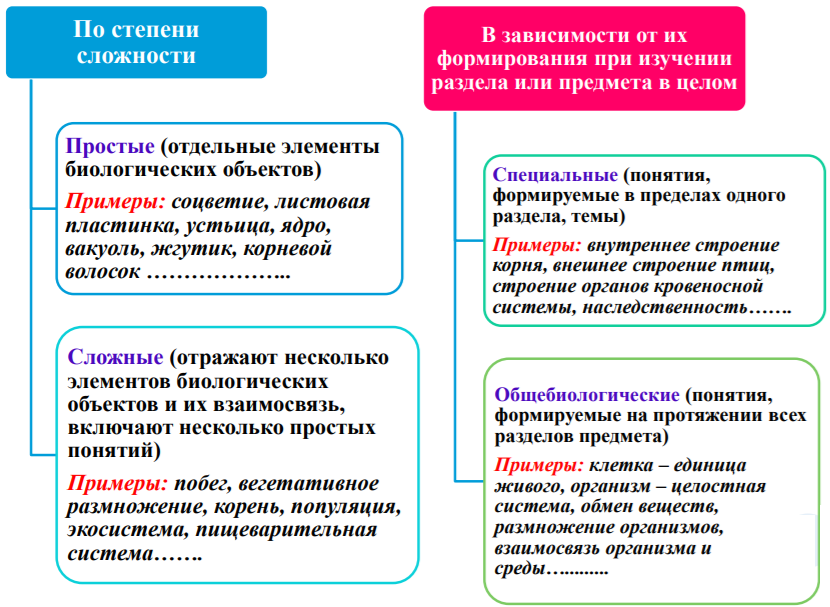 По степени
сложности
Простые (отдельные элементы
биологических объектов)
Примеры: соцветие, листовая
пластинка, устьица, ядро,
вакуоль, жгутик, корневой
волосок ………………..
Сложные (отражают несколько
элементов биологических
объектов и их взаимосвязь,
включают несколько простых
понятий)
Примеры: побег, вегетативное
размножение, корень, популяция,
экосистема, пищеварительная
система…….
В зависимости от их
формирования при изучении
раздела или предмета в целом
Специальные (понятия,
формируемые в пределах одного
раздела, темы)
Примеры: внутреннее строение
корня, внешнее строение птиц,
строение органов кровеносной
системы, наследственность…….
Общебиологические (понятия,
формируемые на протяжении всех
разделов предмета)
Примеры: клетка – единица
живого, организм – целостная
система, обмен веществ,
размножение организмов,
взаимосвязь организма и
среды…..........